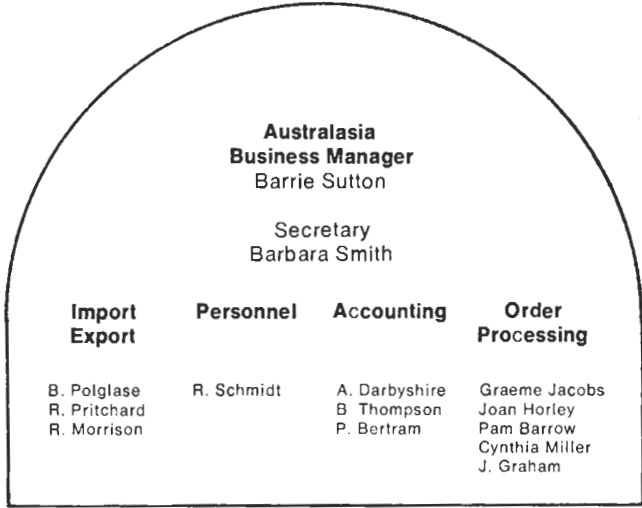 Australasia
Business Manager
Barrie Sutton
Secretary
Barbara Smith
Import
Export
B. Polglase
R. Pritchard
R. Morrison
Personnel
R. Schmidt
Accounting
A. Darbyshire
B Thompson
P. Bertram
Order
Processing
Graeme Jacobs
Joan Horley
Pam Barrow
Cynthia Miller
J. Graham